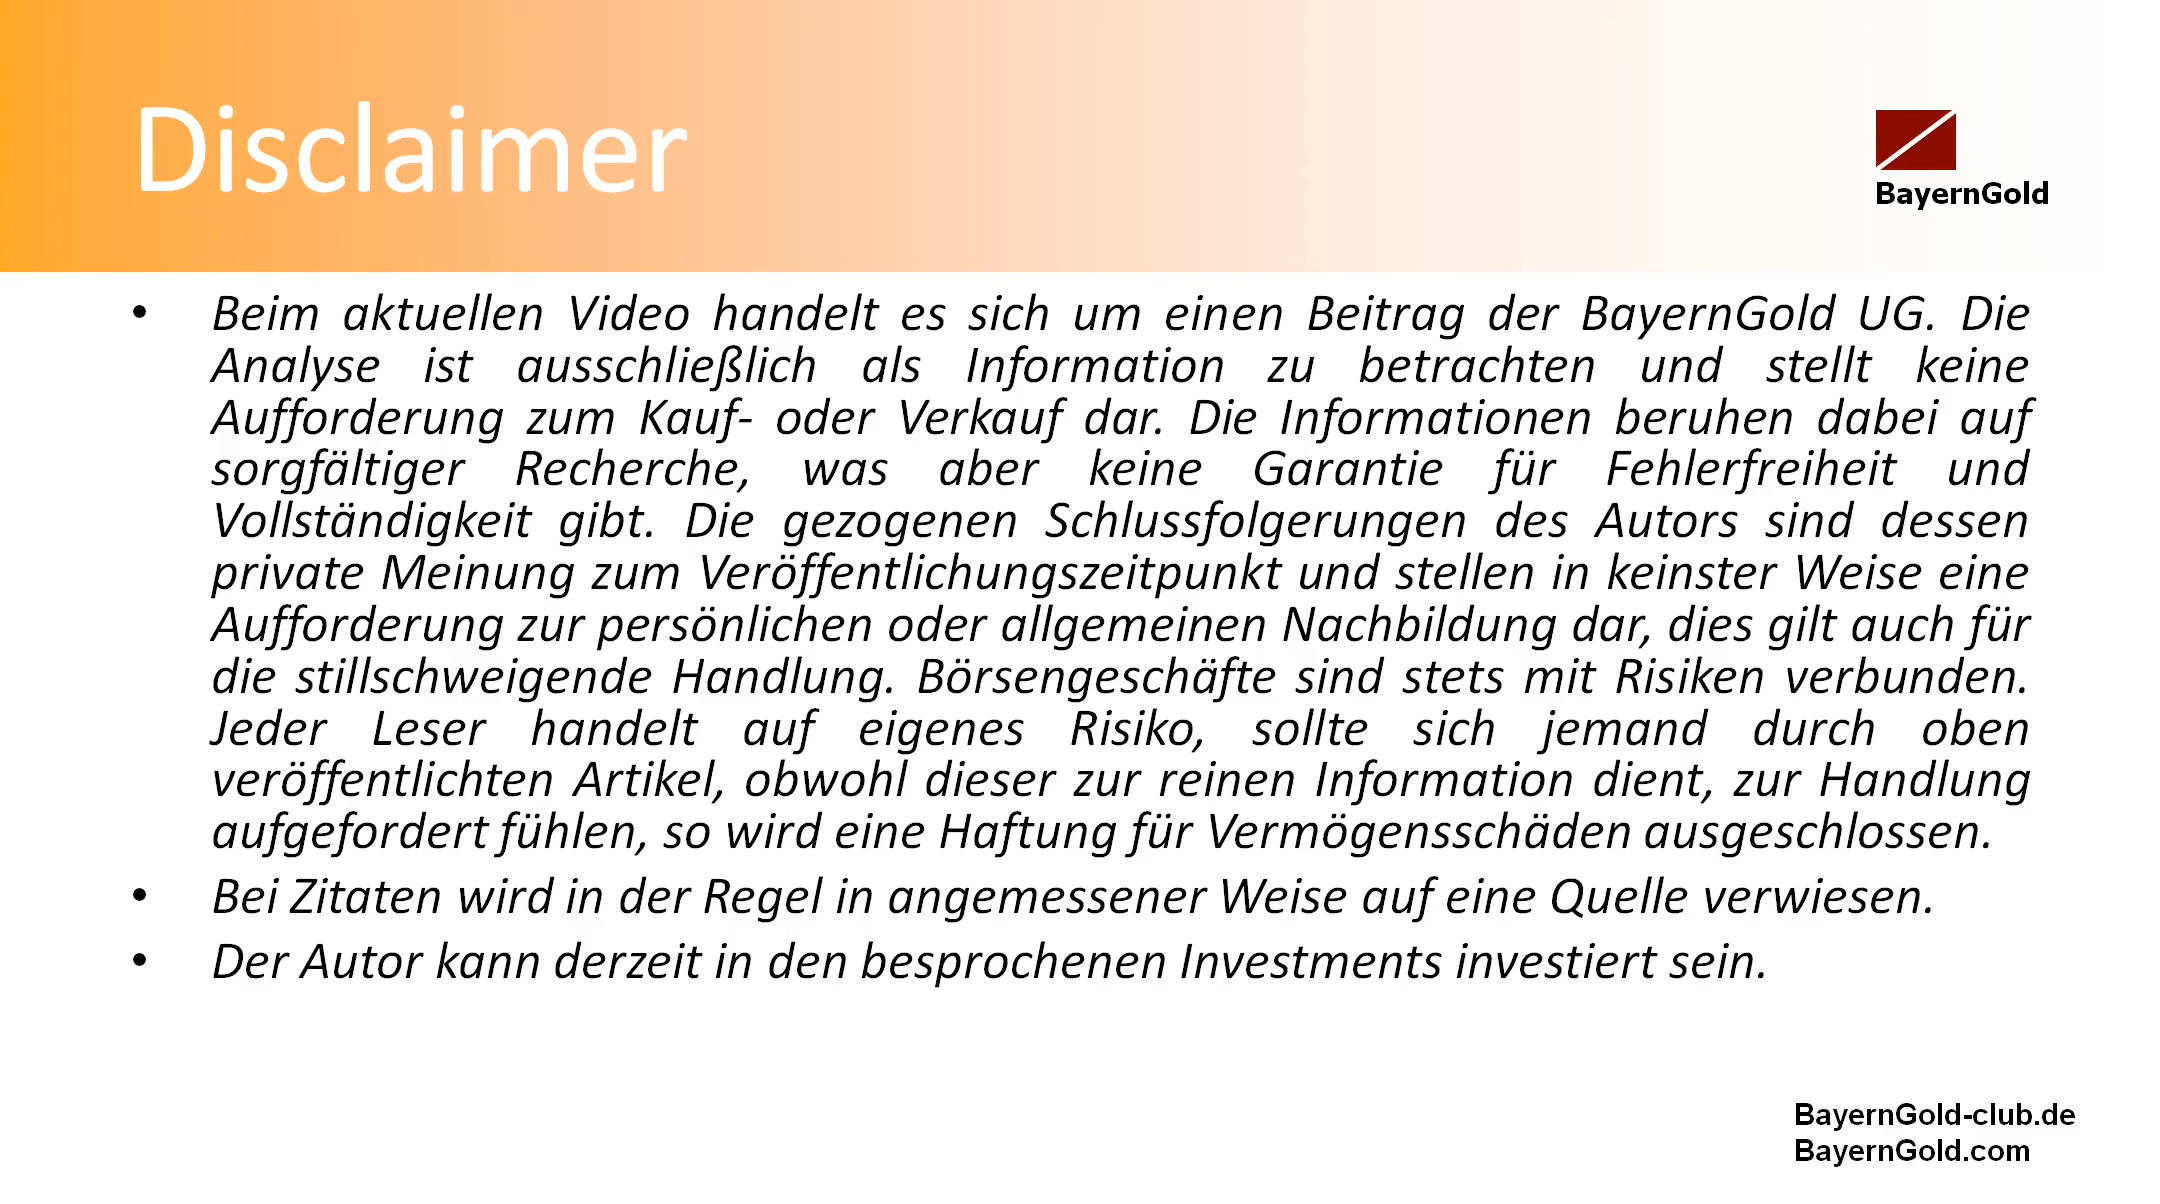 Disclaimer
BayernGold
• Beim aktuellen Video handelt es sich um einen Beitrag der BayernGold UG. Die
Analyse ist ausschließlich als Information zu betrachten und stellt keine
Aufforderung zum Kauf- oder Verkauf dar. Die Informationen beruhen dabei auf
sorgfältiger Recherche, was aber keine Garantie für Fehlerfreiheit und
Vollständigkeit gibt. Die gezogenen Schlussfolgerungen des Autors sind dessen
private Meinung zum Veröffentlichungszeitpunkt und stellen in keinster Weise eine
Aufforderung zur persönlichen oder allgemeinen Nachbildung dar, dies gilt auch für
die stillschweigende Handlung. Börsengeschäfte sind stets mit Risiken verbunden.
Jeder Leser handelt auf eigenes Risiko, sollte sich jemand durch oben
veröffentlichten Artikel, obwohl dieser zur reinen Information dient, zur Handlung
aufgefordert fühlen, so wird eine Haftung für Vermögensschäden ausgeschlossen.
• Bei Zitaten wird in der Regel in angemessener Weise auf eine Quelle verwiesen.
• Der Autor kann derzeit in den besprochenen Investments investiert sein.
BayernGold-club.de
BayernGold.com